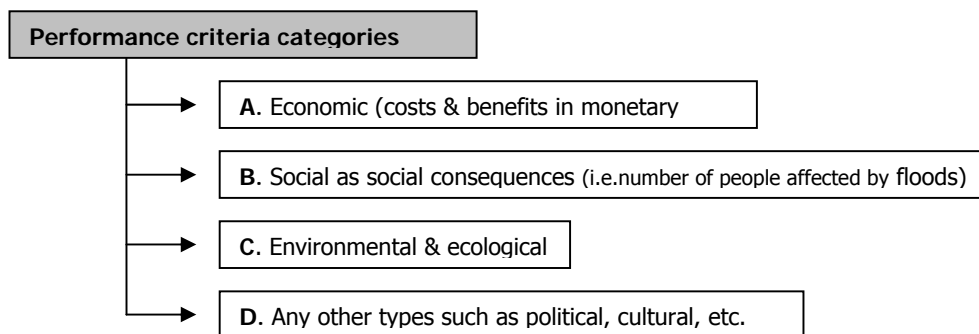 Performance criteria categories
A. Economic (costs & benefits in monetary
B. Social as social consequences (i.e.number of people affected by floods)
C. Environmental & ecological
D. Any other types such as political, cultural, etc.